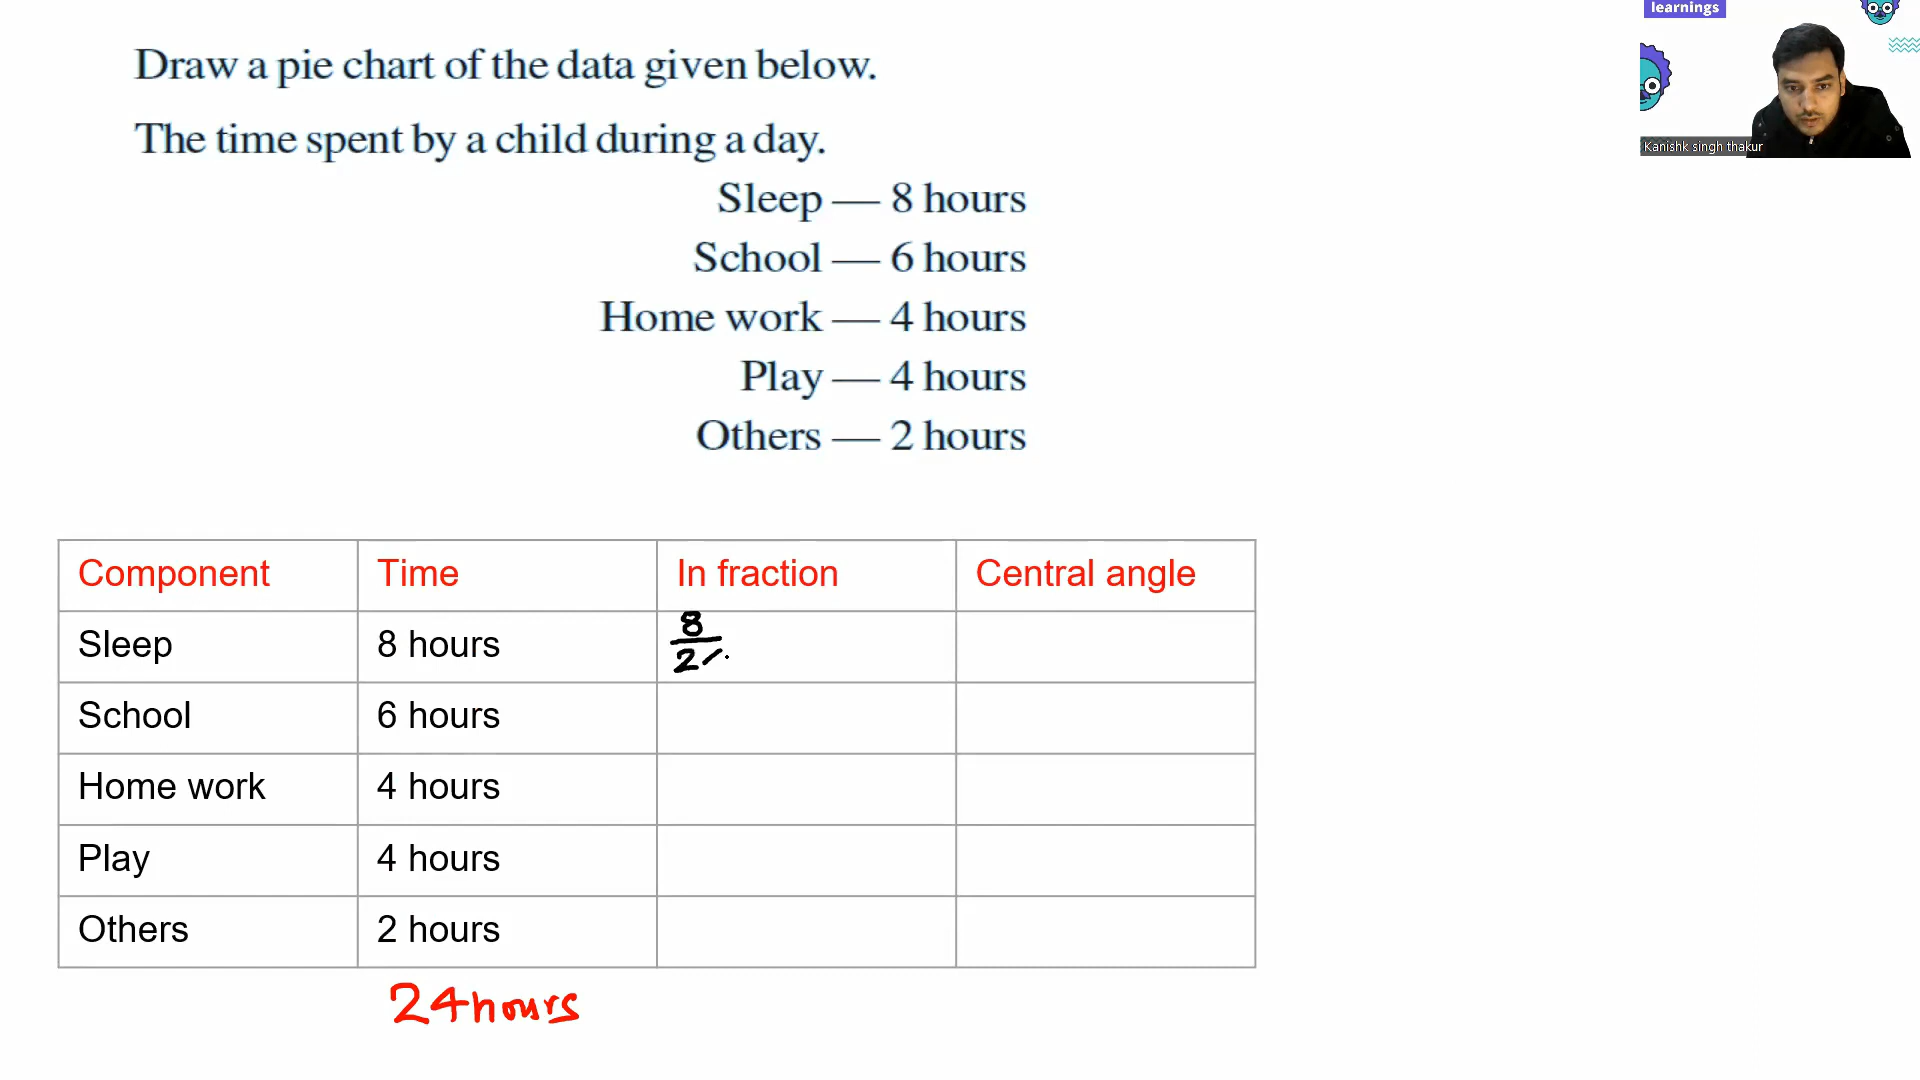 learnings
Kanishk singh thakur
Draw a pie chart of the data given below.
The time spent by a child during a day.
Sleep — 8 hours
School — 6 hours
Home work — 4 hours
Play — 4 hours
Others — 2 hours
Component Time In fraction Central angle
Sleep 8 hours 8/2
School 6 hours
Home work 4 hours
Play 4 hours
Others 2 hours
24 hours